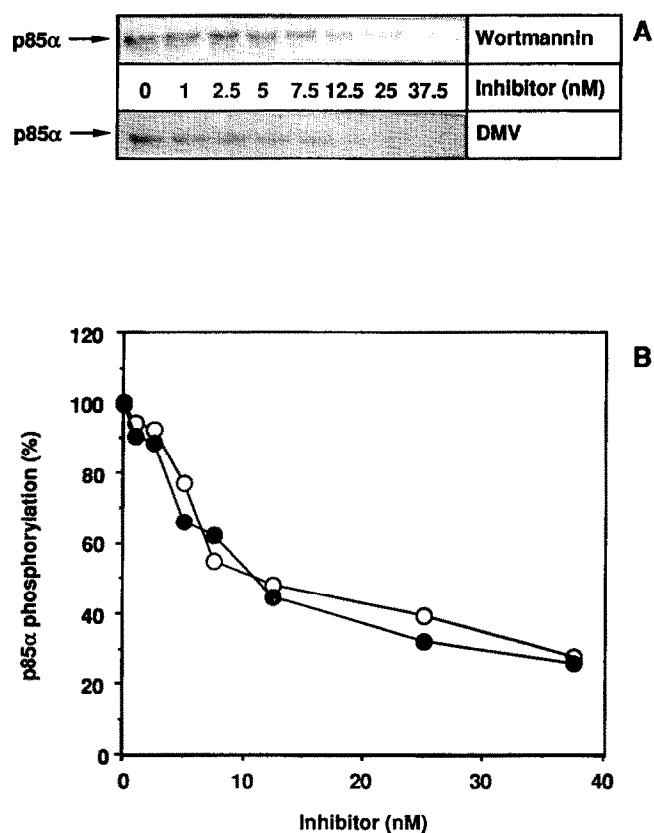 p85α
Wortmannin
A
0 1 2.5 5 7.5 12.5 25 37.5
Inhibitor (nM)
p85α
DMV
B
120
100
80
60
40
20
0
p85α phosphorylation (%)
0 10 20 30 40
Inhibitor (nM)